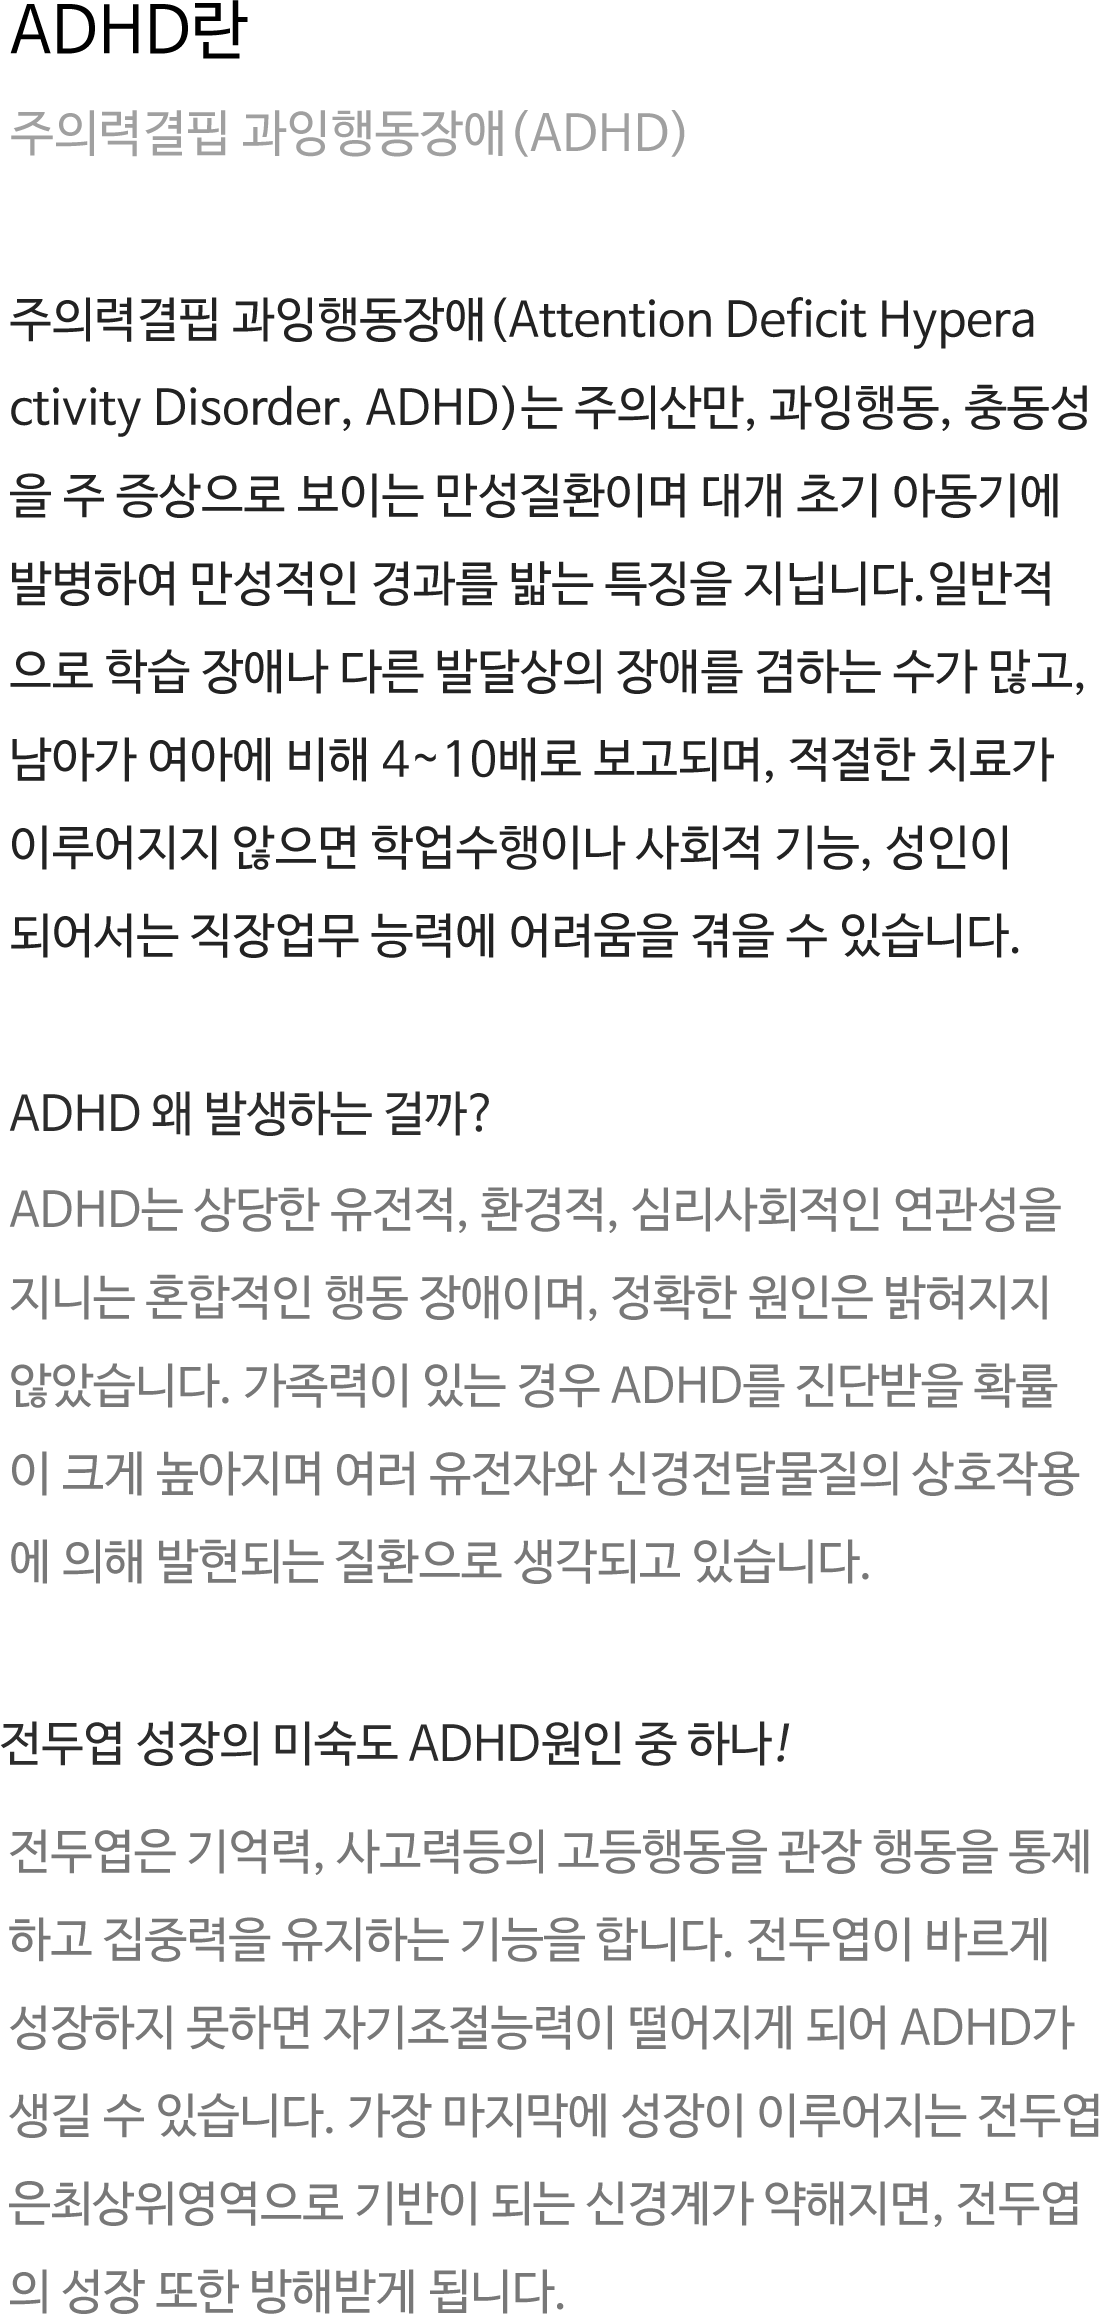 ADHD란
주의력결핍 과잉행동장애(ADHD)
주의력결핍 과잉행동장애(Attention Deficit Hypera
ctivity Disorder, ADHD)는 주의산만, 과잉행동, 충동성
을 주 증상으로 보이는 만성질환이며 대개 초기 아동기에
발병하여 만성적인 경과를 밟는 특징을 지닙니다.일반적
으로 학습 장애나 다른 발달상의 장애를 겸하는 수가 많고,
남아가 여아에 비해 4~10배로 보고되며, 적절한 치료가
이루어지지 않으면 학업수행이나 사회적 기능, 성인이
되어서는 직장업무 능력에 어려움을 겪을 수 있습니다.
ADHD 왜 발생하는 걸까?
ADHD는 상당한 유전적, 환경적, 심리사회적인 연관성을
지니는 혼합적인 행동 장애이며, 정확한 원인은 밝혀지지
않았습니다. 가족력이 있는 경우 ADHD를 진단받을 확률
이 크게 높아지며 여러 유전자와 신경전달물질의 상호작용
에 의해 발현되는 질환으로 생각되고 있습니다.
전두엽 성장의 미숙도 ADHD원인 중 하나!
전두엽은 기억력, 사고력등의 고등행동을 관장 행동을 통제
하고 집중력을 유지하는 기능을 합니다. 전두엽이 바르게
성장하지 못하면 자기조절능력이 떨어지게 되어 ADHD가
생길 수 있습니다. 가장 마지막에 성장이 이루어지는 전두엽
은최상위영역으로 기반이 되는 신경계가 약해지면, 전두엽
의 성장 또한 방해받게 됩니다.